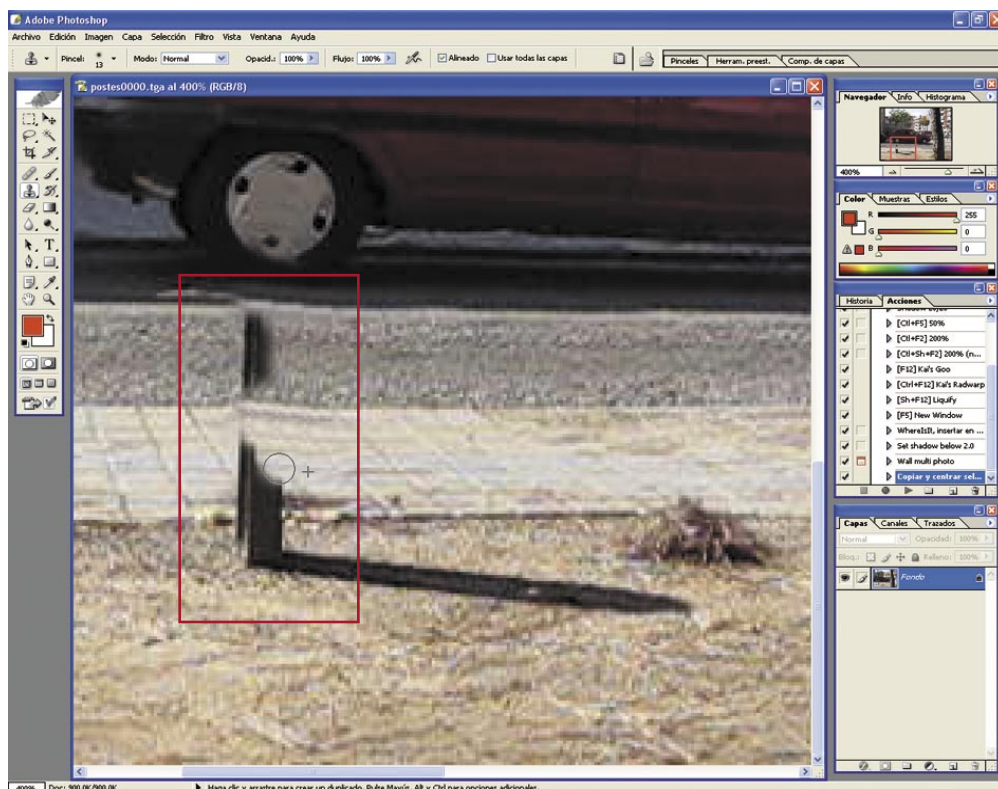 Adobe Photoshop
Archivo Edición Imagen Capa Selección Filtro Vista Ventana Ayuda
Pincel: 13 Modo: Normal Opacid.: 100% Flujo: 100% Alineado Usar todas las capas Pinceles Herram. preest. Comp. de capas
postes0000.tga al 400% (RGB/8)
Navegador Info Histograma
400%
Color Muestras Estilos
R 255
G 0
B 0
Historia Acciones
[Ctl+F5] 50%
[Ctl+F2] 200%
[Ctl+Sh+F2] 200% (n...
[F12] Kai's Goo
[Ctrl+F12] Kai's Radwarp
[Sh+F12] Liquify
[F5] New Window
WhereIsIt, insertar en ...
Set shadow below 2.0
Wall multi photo
Copiar y centrar sel...
Capas Canales Trazados
Normal Opacidad: 100%
Bloq.: Relleno: 100%
Fondo
400% Doc: 900,0K/900,0K Haga clic y arrastre para crear un duplicado. Pulse Mayús, Alt y Ctrl para opciones adicionales.